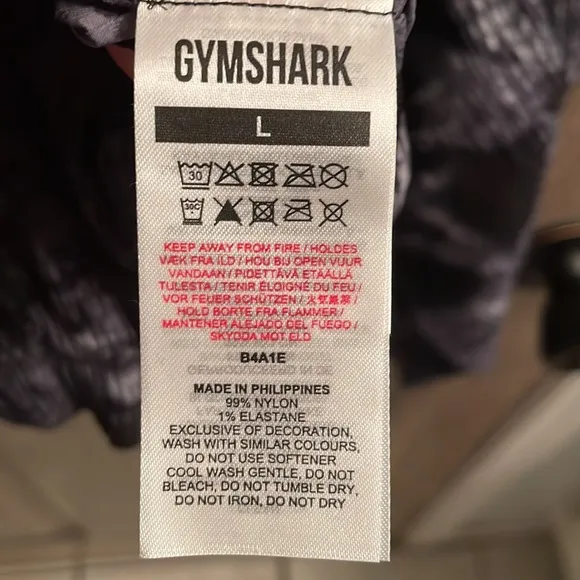 GYMSHARK
L
30
30C
KEEP AWAY FROM FIRE / HOLDES
VÆK FRA ILD / HOU BIJ OPEN VUUR
VANDAAN / PIDETTÄVÄ ETÄÄLLÄ
TULESTA / TENIR ÉLOIGNÉ DU FEU /
VOR FEUER SCHÜTZEN / 火気厳禁 /
HOLD BORTE FRA FLAMMER /
MANTENER ALEJADO DEL FUEGO /
SKYDDA MOT ELD
B4A1E
MADE IN PHILIPPINES
99% NYLON
1% ELASTANE
EXCLUSIVE OF DECORATION,
WASH WITH SIMILAR COLOURS,
DO NOT USE SOFTENER
COOL WASH GENTLE, DO NOT
BLEACH, DO NOT TUMBLE DRY,
DO NOT IRON, DO NOT DRY